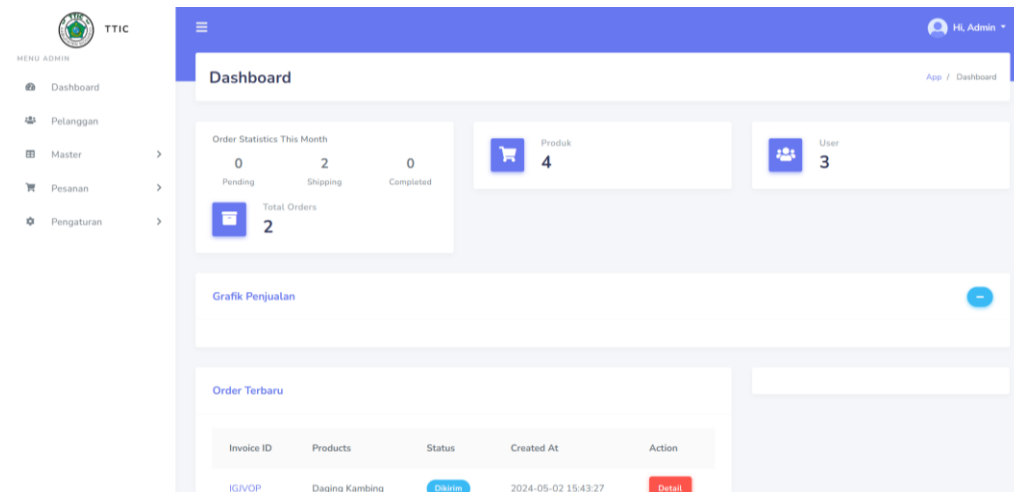 TTIC
Hi, Admin
MENU ADMIN
Dashboard
Pelanggan
Master
Pesanan
Pengaturan
Dashboard
App / Dashboard
Order Statistics This Month
0 2 0
Pending Shipping Completed
Total Orders
2
Produk
4
User
3
Grafik Penjualan
Order Terbaru
Invoice ID Products Status Created At Action
IGJVOP Daging Kambing Dikirim 2024-05-02 15:43:27 Detail